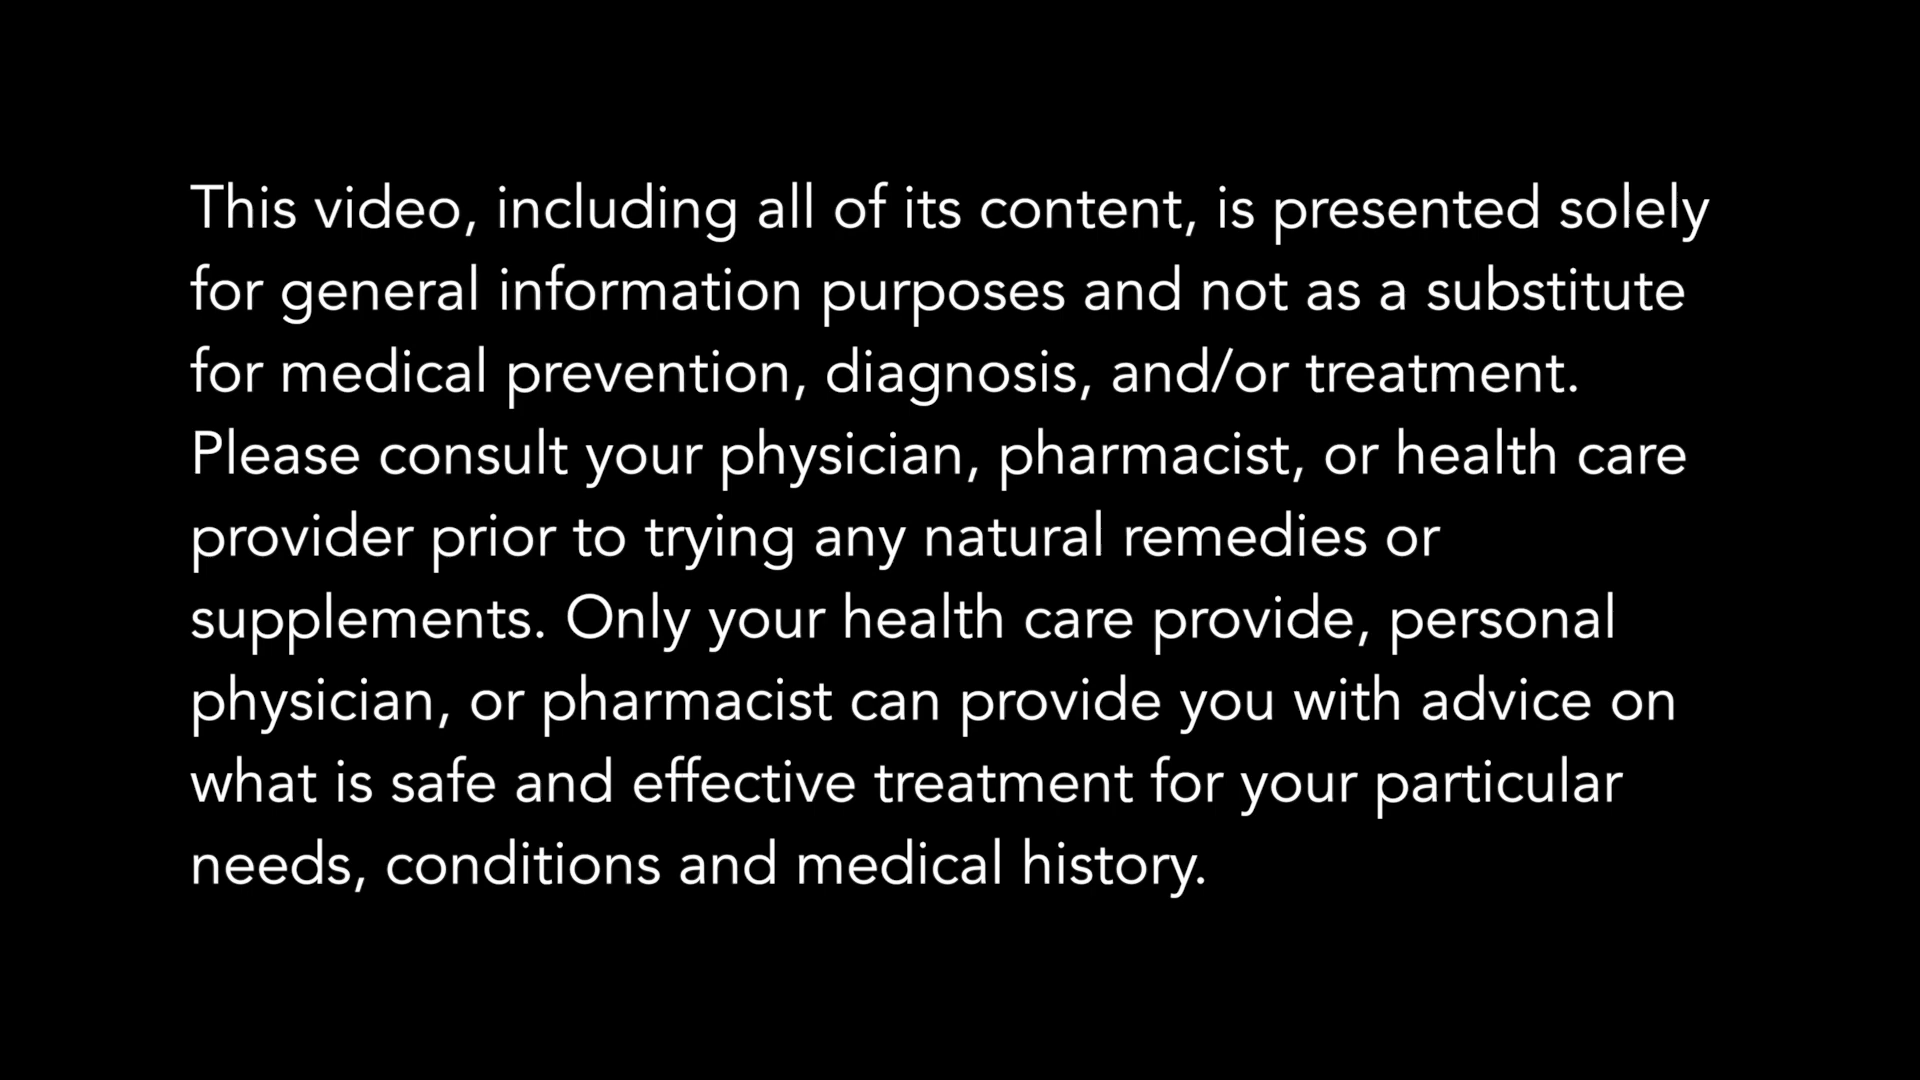 This video, including all of its content, is presented solely
for general information purposes and not as a substitute
for medical prevention, diagnosis, and/or treatment.
Please consult your physician, pharmacist, or health care
provider prior to trying any natural remedies or
supplements. Only your health care provide, personal
physician, or pharmacist can provide you with advice on
what is safe and effective treatment for your particular
needs, conditions and medical history.